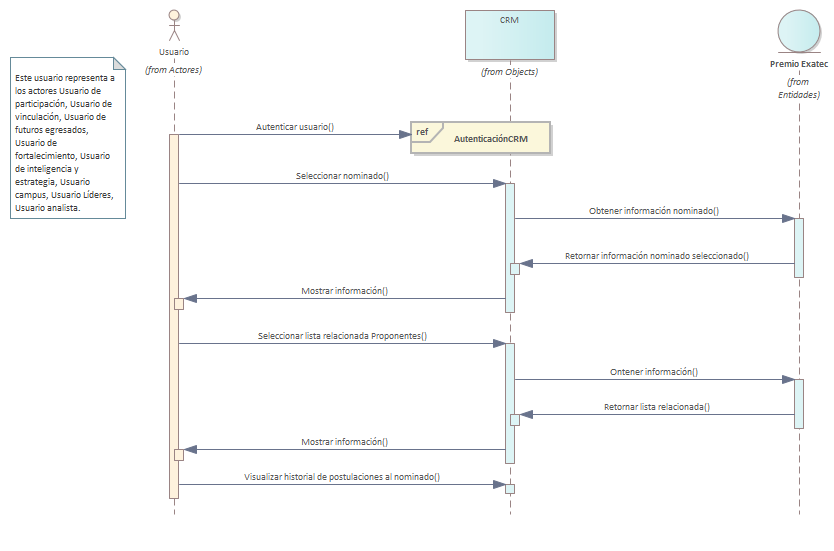 CRM
Usuario
(from Actores)
(from Objects)
Premio Exatec
(from
Entidades)
Este usuario representa a
los actores Usuario de
participación, Usuario de
vinculación, Usuario de
futuros egresados,
Usuario de
fortalecimiento, Usuario
de inteligencia y
estrategia, Usuario
campus, Usuario Líderes,
Usuario analista.
Autenticar usuario()
ref
AutenticaciónCRM
Seleccionar nominado()
Obtener información nominado()
Retornar información nominado seleccionado()
Mostrar información()
Seleccionar lista relacionada Proponentes()
Ontener información()
Retornar lista relacionada()
Mostrar información()
Visualizar historial de postulaciones al nominado()